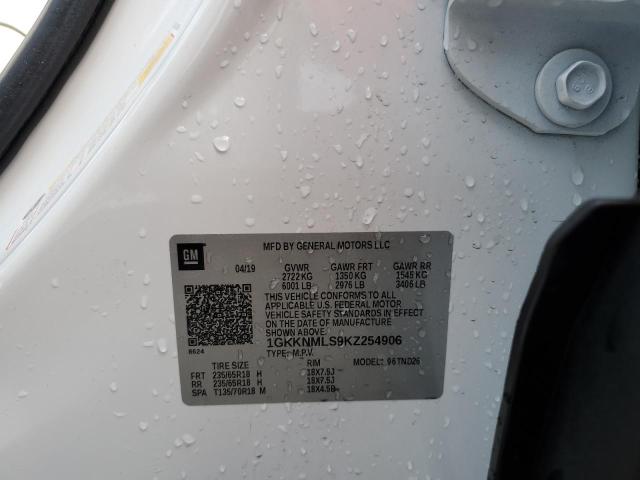 GM
MFD BY GENERAL MOTORS LLC
04/19 GVWR GAWR FRT GAWR RR
2722 KG 1350 KG 1545 KG
6001 LB 2976 LB 3406 LB
THIS VEHICLE CONFORMS TO ALL
APPLICABLE U.S. FEDERAL MOTOR
VEHICLE SAFETY STANDARDS IN EFFECT
ON THE DATE OF MANUFACTURE SHOWN ABOVE.
1GKKNMLS9KZ254906
8624 TYPE: M.P.V. MODEL: 96TND26
TIRE SIZE RIM
FRT 235/65R18 H 18X7.5J
RR 235/65R18 H 18X7.5J
SPA T135/70R18 M 18X4.5B